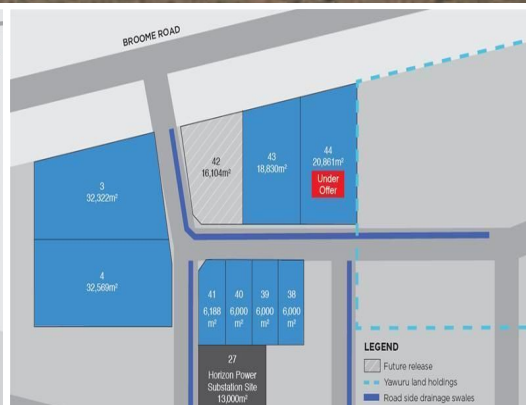 BROOME ROAD
42
16,104m²
43
18,830m²
44
20,861m²
Under
Offer
3
32,322m²
4
32,569m²
41
6,188
m²
40
6,000
m²
39
6,000
m²
38
6,000
m²
27
Horizon Power
Substation Site
13,000m²
LEGEND
Future release
Yawuru land holdings
Road side drainage swales